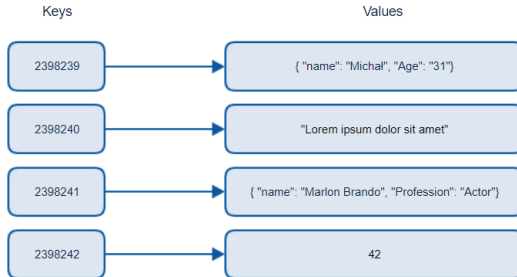 Keys Values
2398239 { "name": "Michał", "Age": "31"}
2398240 "Lorem ipsum dolor sit amet"
2398241 { "name": "Marlon Brando", "Profession": "Actor"}
2398242 42